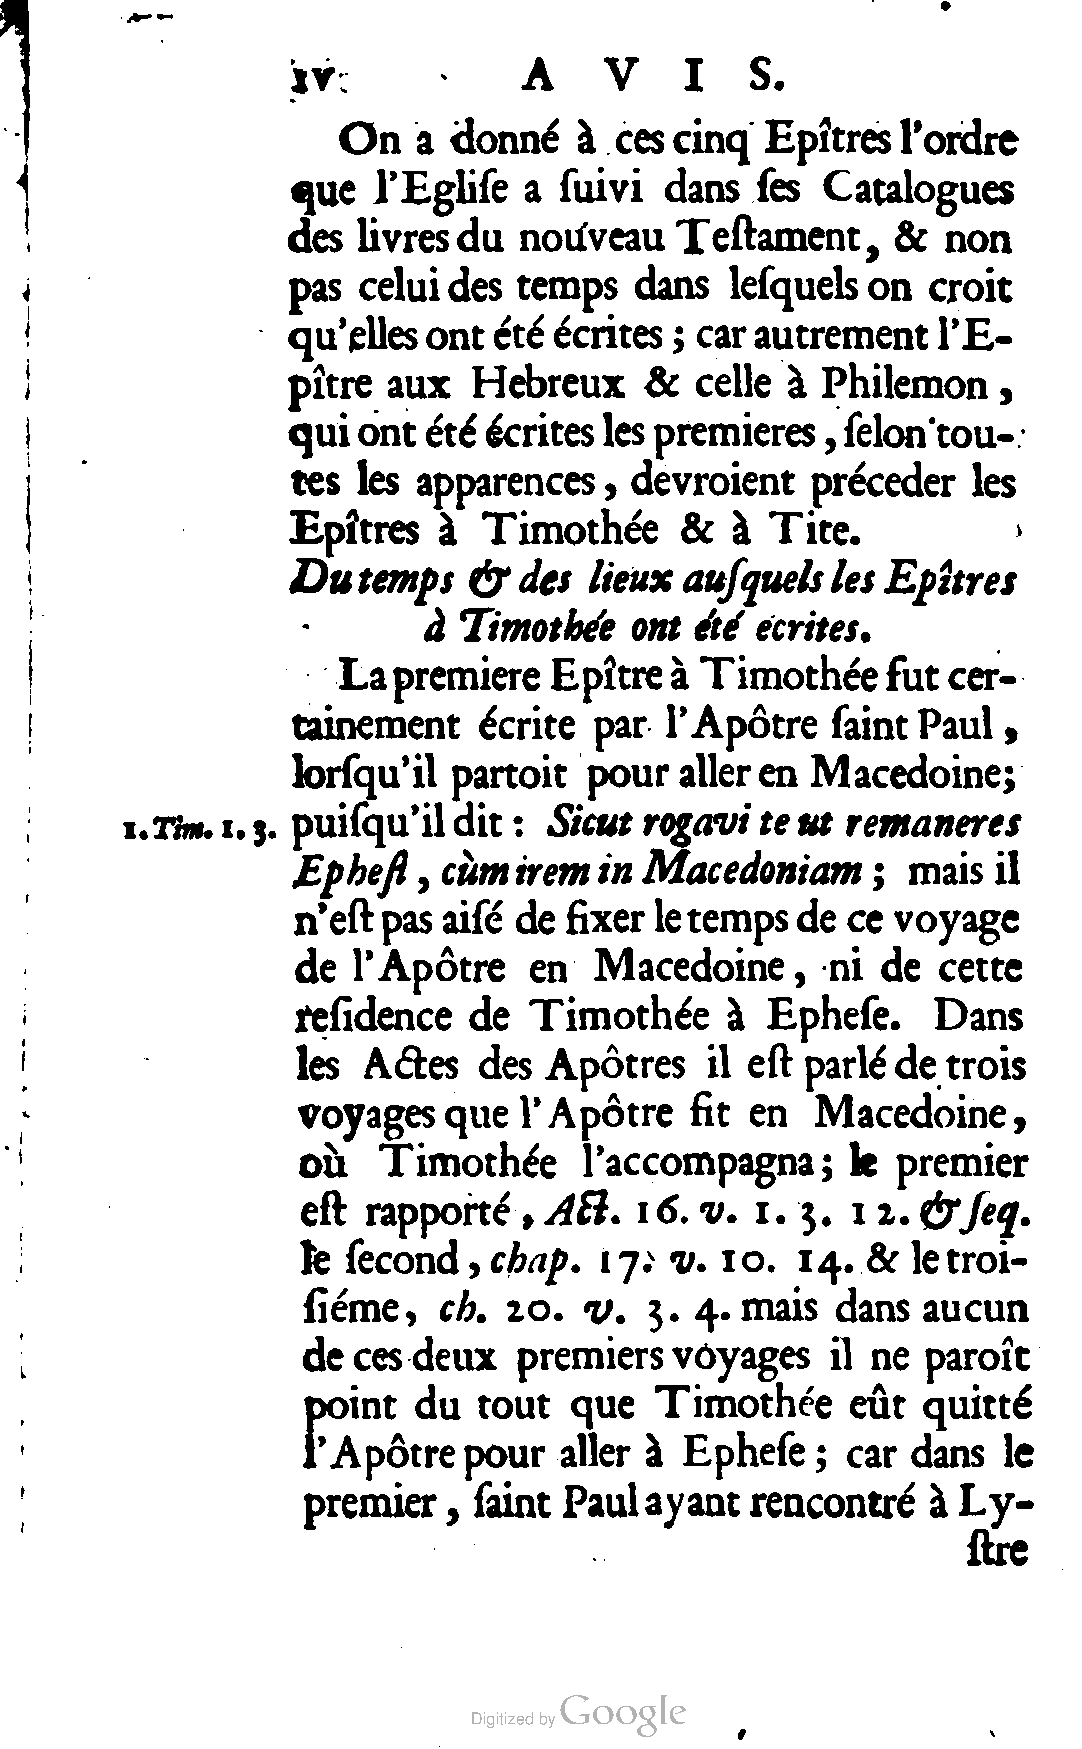 IV. A V I S.
On a donné à ces cinq Epîtres l'ordre
que l'Egliſe a ſuivi dans ſes Catalogues
des livres du nouveau Teſtament, & non
pas celui des temps dans leſquels on croit
qu'elles ont été écrites ; car autrement l'E-
pître aux Hebreux & celle à Philemon,
qui ont été écrites les premieres, ſelon tou-
tes les apparences, devroient préceder les
Epîtres à Timothée & à Tite.
Du temps & des lieux auſquels les Epîtres
à Timothée ont été écrites.
La premiere Epître à Timothée fut cer-
tainement écrite par l'Apôtre ſaint Paul,
lorſqu'il partoit pour aller en Macedoine;
1. Tim. 1. 3. puiſqu'il dit : Sicut rogavi te ut remaneres
Epheſi, cùm irem in Macedoniam ; mais il
n'eſt pas aiſé de fixer le temps de ce voyage
de l'Apôtre en Macedoine, ni de cette
reſidence de Timothée à Epheſe. Dans
les Actes des Apôtres il eſt parlé de trois
voyages que l'Apôtre fit en Macedoine,
où Timothée l'accompagna; le premier
eſt rapporté, Act. 16. v. 1. 3. 12. & ſeq.
le ſecond, chap. 17. v. 10. 14. & le troi-
ſiéme, ch. 20. v. 3. 4. mais dans aucun
de ces deux premiers voyages il ne paroît
point du tout que Timothée eût quitté
l'Apôtre pour aller à Epheſe ; car dans le
premier, ſaint Paul ayant rencontré à Ly-
ſtre
Digitized by Google